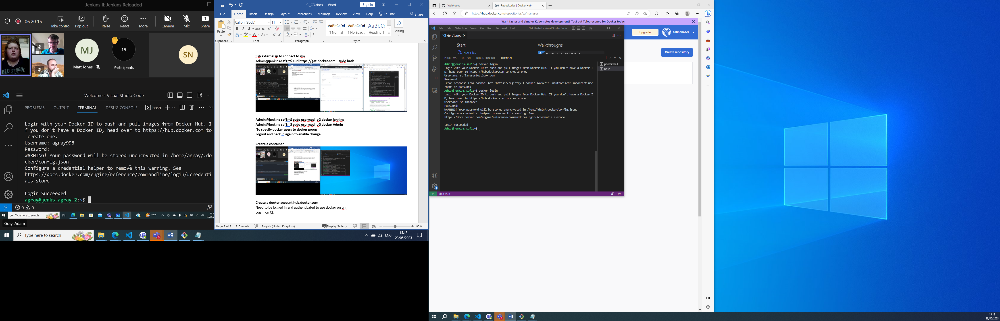 Jenkins II: Jenkins Reloaded
06:20:15
Take control
Pop out
Raise
React
More
Camera
Mic
Share
MJ
Matt Jones
19
Participants
SN
Welcome - Visual Studio Code
PROBLEMS OUTPUT TERMINAL DEBUG CONSOLE bash
Login with your Docker ID to push and pull images from Docker Hub. I
f you don't have a Docker ID, head over to https://hub.docker.com to
create one.
Username: agray998
Password:
WARNING! Your password will be stored unencrypted in /home/agray/.do
cker/config.json.
Configure a credential helper to remove this warning. See
https://docs.docker.com/engine/reference/commandline/login/#credenti
als-store
Login Succeeded
agray@jenks-agray-2:~$
0 0
Type here to search
17°C
Gray, Adam
Type here to search
ENG
15:18
23/05/2023
CI_CD.docx - Word
Sign in
File Home Insert Design Layout References Mailings Review View Help Tell me Share
Paste
Calibri (Body) 11
AaBbCcDd AaBbCcDd AaBbCc
¶ Normal ¶ No Spac... Heading 1
Editing
Clipboard Font Paragraph Styles
Ssh external ip to connect to vm
Admin@jenkins-saf1:~$ curl https://get.docket.com | sudo bash
Admin@jenkins-saf1:~$ sudo usermod -aG docker jenkins
Admin@jenkins-saf1:~$ sudo usermod -aG docker Admin
To specify docker users to docker group
Logout and back In again to enable change
Create a container
Create a docker account hub.docker.com
Need to be logged in and authenticated to use docker on vm
Log in on CLI
Page 8 of 8 815 words English (United Kingdom) Display Settings 90%
Webhooks
Repositories | Docker Hub
https://hub.docker.com/repositories/safinanaser
Want faster and simpler Kubernetes development? Test out Telepresence for Docker today.
Upgrade
safinanaser
Create repository
File Edit Selection View Go Run Terminal Help
Get Started - Visual Studio Code
Get Started
Start
New File...
Walkthroughs
PROBLEMS OUTPUT DEBUG CONSOLE TERMINAL
powershell
bash
Admin@jenkins-saf1:~$ docker login
Login with your Docker ID to push and pull images from Docker Hub. If you don't have a Docker I
D, head over to https://hub.docker.com to create one.
Username: sofianaser@outlook.com
Password:
Error response from daemon: Get "https://registry-1.docker.io/v2/": unauthorized: incorrect use
rname or password
Admin@jenkins-saf1:~$ docker login
Login with your Docker ID to push and pull images from Docker Hub. If you don't have a Docker I
D, head over to https://hub.docker.com to create one.
Username: safinanaser
Password:
WARNING! Your password will be stored unencrypted in /home/Admin/.docker/config.json.
Configure a credential helper to remove this warning. See
https://docs.docker.com/engine/reference/commandline/login/#credentials-store
Login Succeeded
Admin@jenkins-saf1:~$
0 0
15:18
23/05/2023